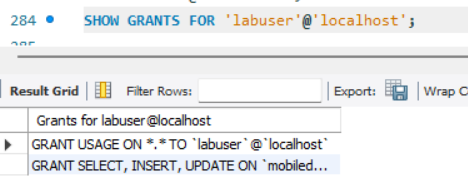 284 SHOW GRANTS FOR 'labuser'@'localhost';
Result Grid Filter Rows: Export: Wrap C
Grants for labuser@localhost
GRANT USAGE ON *.* TO `labuser`@`localhost`
GRANT SELECT, INSERT, UPDATE ON `mobiled...